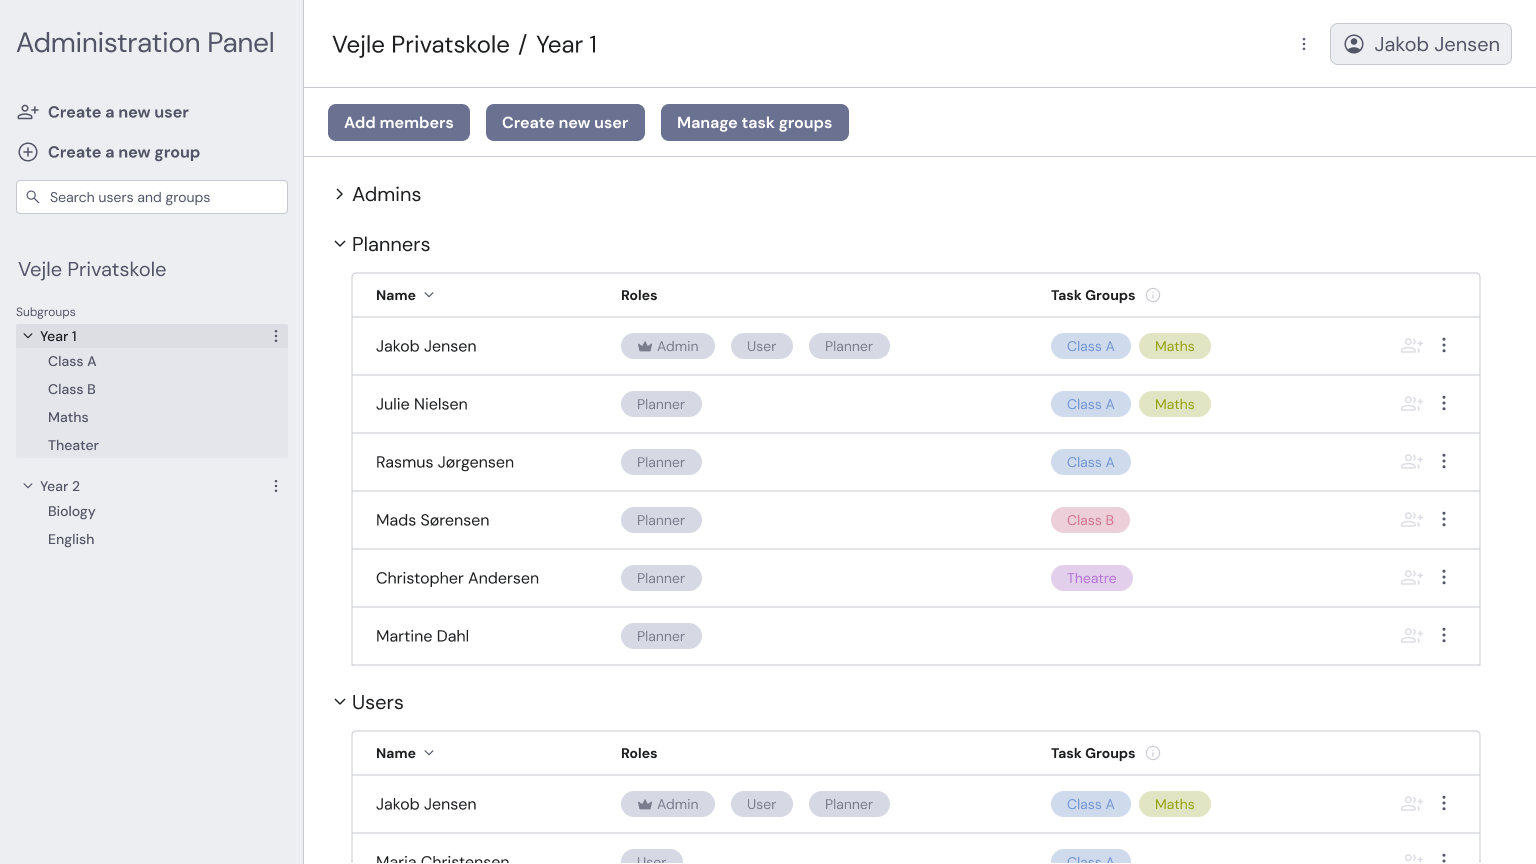 Administration Panel
Create a new user
Create a new group
Search users and groups
Vejle Privatskole
Subgroups
Year 1
Class A
Class B
Maths
Theater
Year 2
Biology
English
Vejle Privatskole / Year 1
Jakob Jensen
Add members Create new user Manage task groups
Admins
Planners
Name Roles Task Groups
Jakob Jensen Admin User Planner Class A Maths
Julie Nielsen Planner Class A Maths
Rasmus Jørgensen Planner Class A
Mads Sørensen Planner Class B
Christopher Andersen Planner Theatre
Martine Dahl Planner
Users
Name Roles Task Groups
Jakob Jensen Admin User Planner Class A Maths
Maria Christensen User Class A